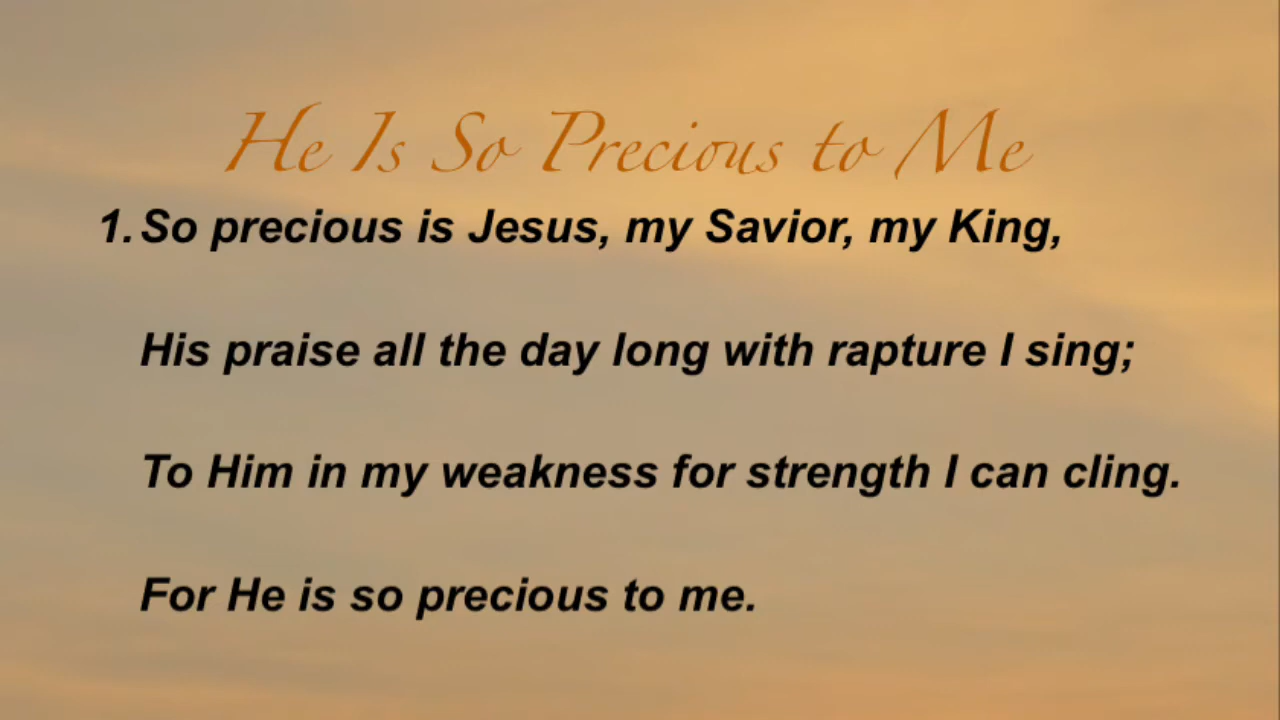 He Is So Precious to Me
1. So precious is Jesus, my Savior, my King,
His praise all the day long with rapture I sing;
To Him in my weakness for strength I can cling.
For He is so precious to me.